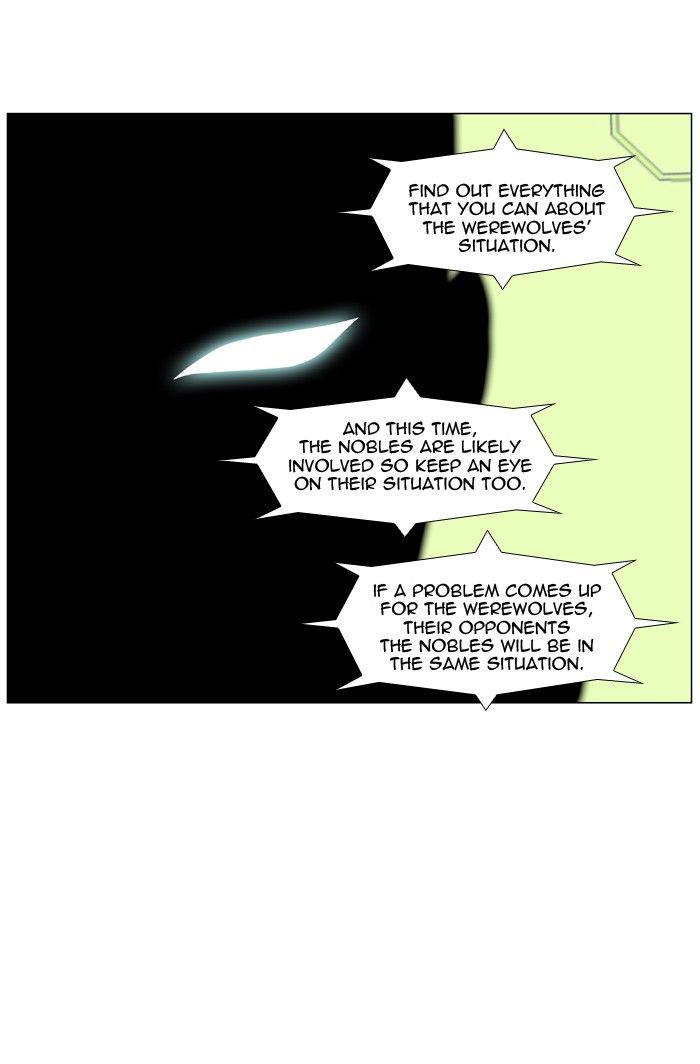 FIND OUT EVERYTHING
THAT YOU CAN ABOUT
THE WEREWOLVES'
SITUATION.
AND THIS TIME,
THE NOBLES ARE LIKELY
INVOLVED SO KEEP AN EYE
ON THEIR SITUATION TOO.
IF A PROBLEM COMES UP
FOR THE WEREWOLVES,
THEIR OPPONENTS
THE NOBLES WILL BE IN
THE SAME SITUATION.